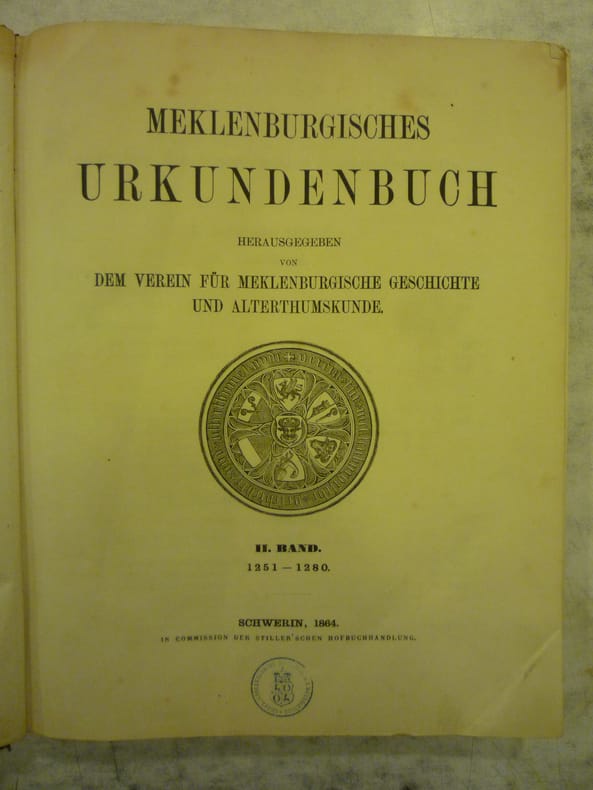 MEKLENBURGISCHES
URKUNDENBUCH
HERAUSGEGEBEN
VON
DEM VEREIN FÜR MEKLENBURGISCHE GESCHICHTE
UND ALTERTHUMSKUNDE.
II. BAND.
1251 — 1280.
SCHWERIN, 1864.
IN COMMISSION DER STILLER'SCHEN HOFBUCHHANDLUNG.